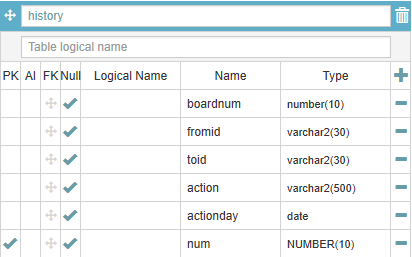 history
Table logical name
PK AI FK Null Logical Name Name Type
boardnum number(10)
fromid varchar2(30)
toid varchar2(30)
action varchar2(500)
actionday date
num NUMBER(10)